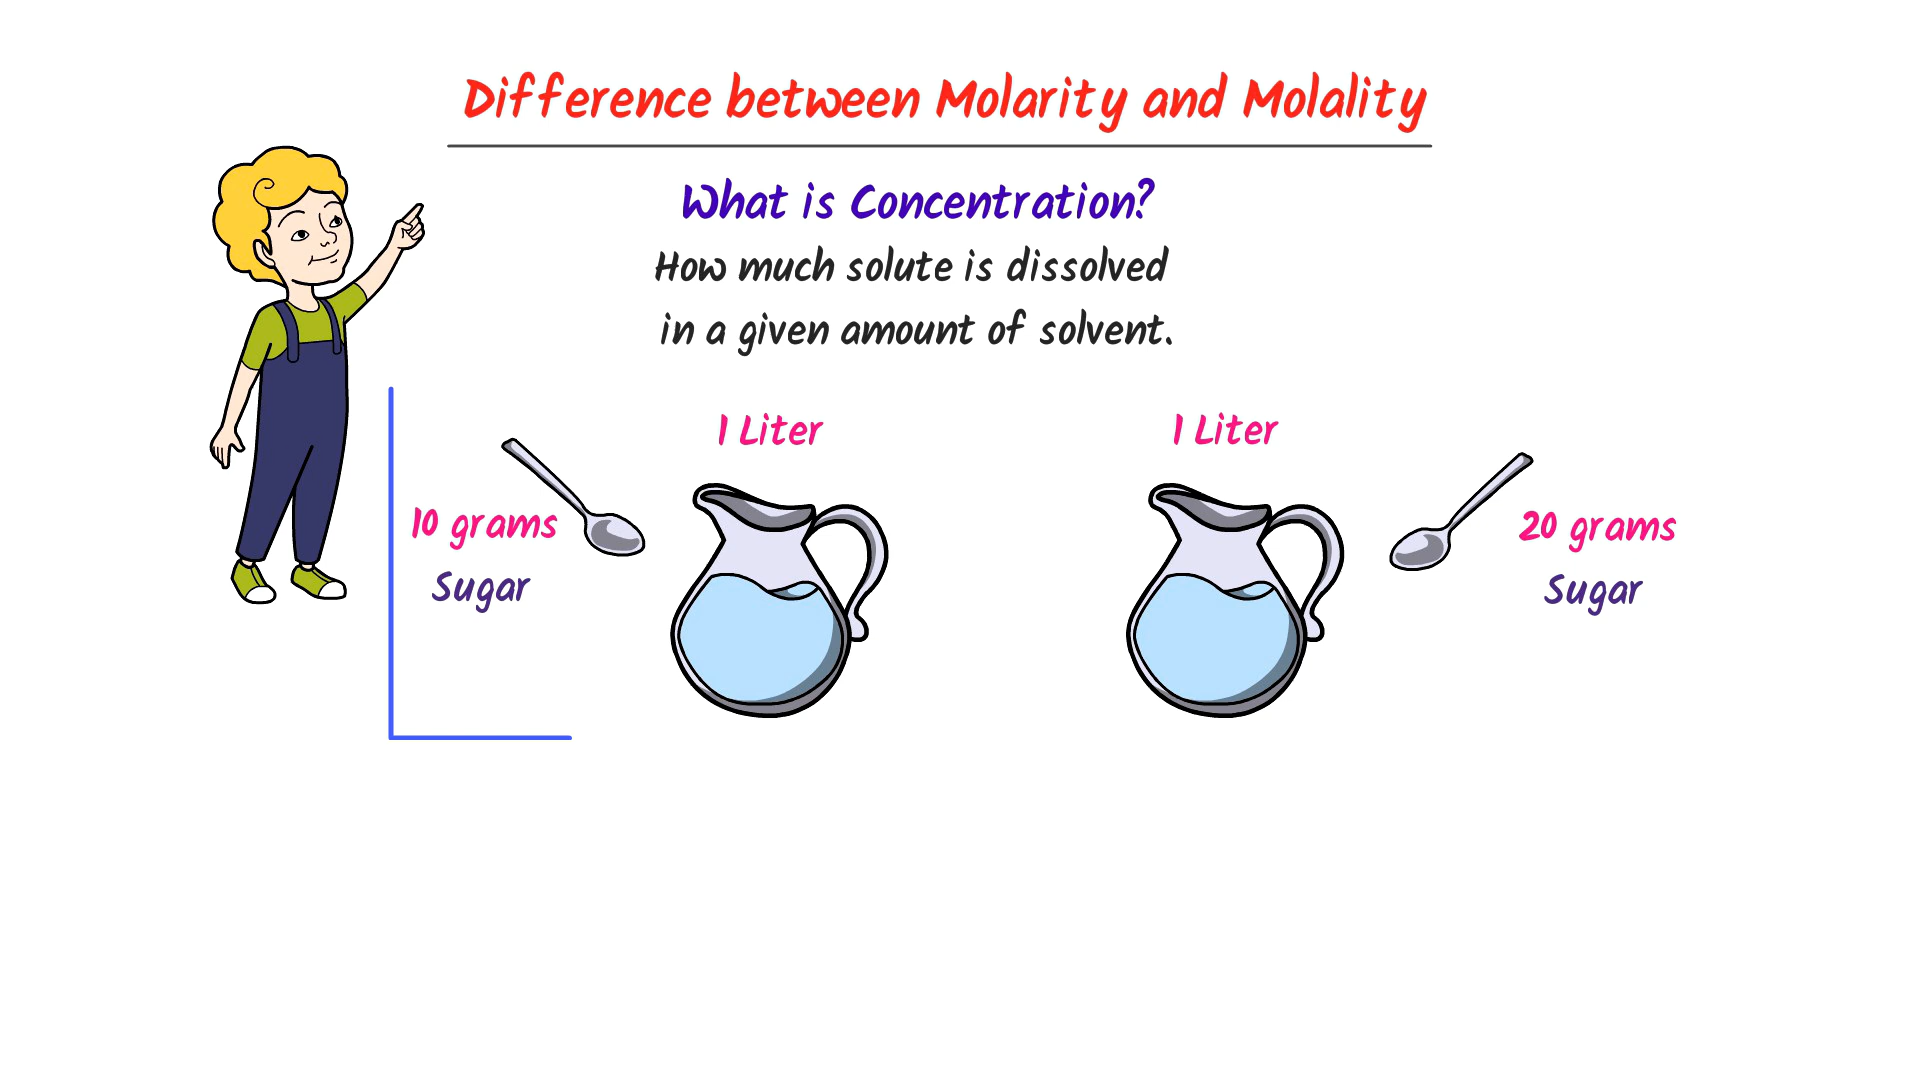 Difference between Molarity and Molality
What is Concentration?
How much solute is dissolved
in a given amount of solvent.
1 Liter
10 grams
Sugar
1 Liter
20 grams
Sugar